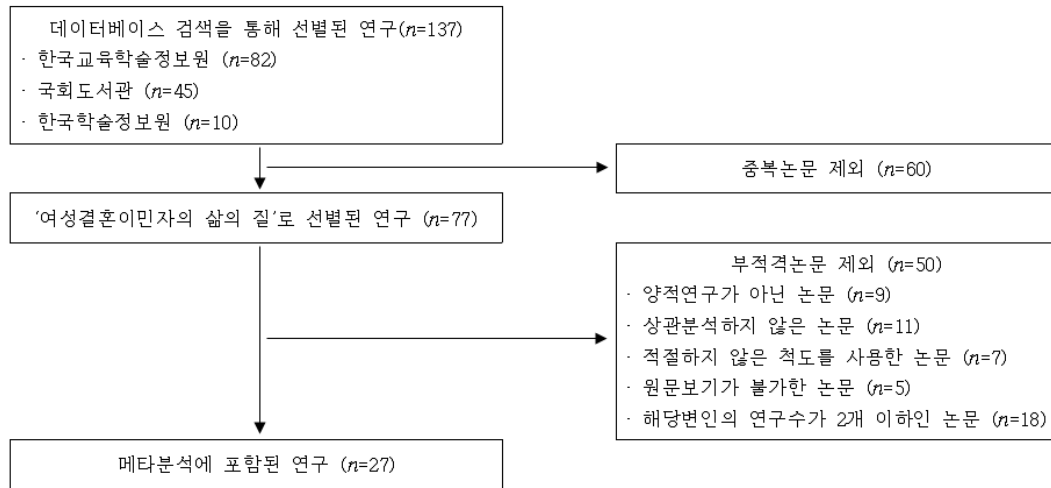 데이터베이스 검색을 통해 선별된 연구(n=137)
· 한국교육학술정보원 (n=82)
· 국회도서관 (n=45)
· 한국학술정보원 (n=10)
중복논문 제외 (n=60)
'여성결혼이민자의 삶의 질'로 선별된 연구 (n=77)
부적격논문 제외 (n=50)
· 양적연구가 아닌 논문 (n=9)
· 상관분석하지 않은 논문 (n=11)
· 적절하지 않은 척도를 사용한 논문 (n=7)
· 원문보기가 불가한 논문 (n=5)
· 해당변인의 연구수가 2개 이하인 논문 (n=18)
메타분석에 포함된 연구 (n=27)